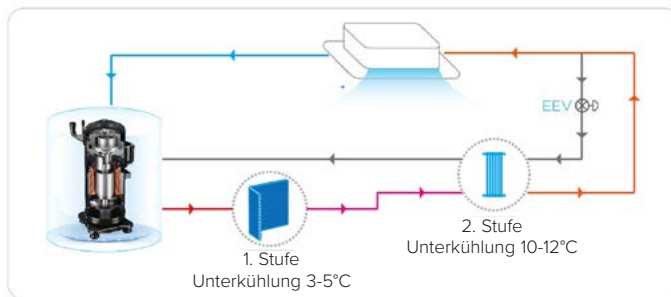 EEV
1. Stufe
Unterkühlung 3-5°C
2. Stufe
Unterkühlung 10-12°C